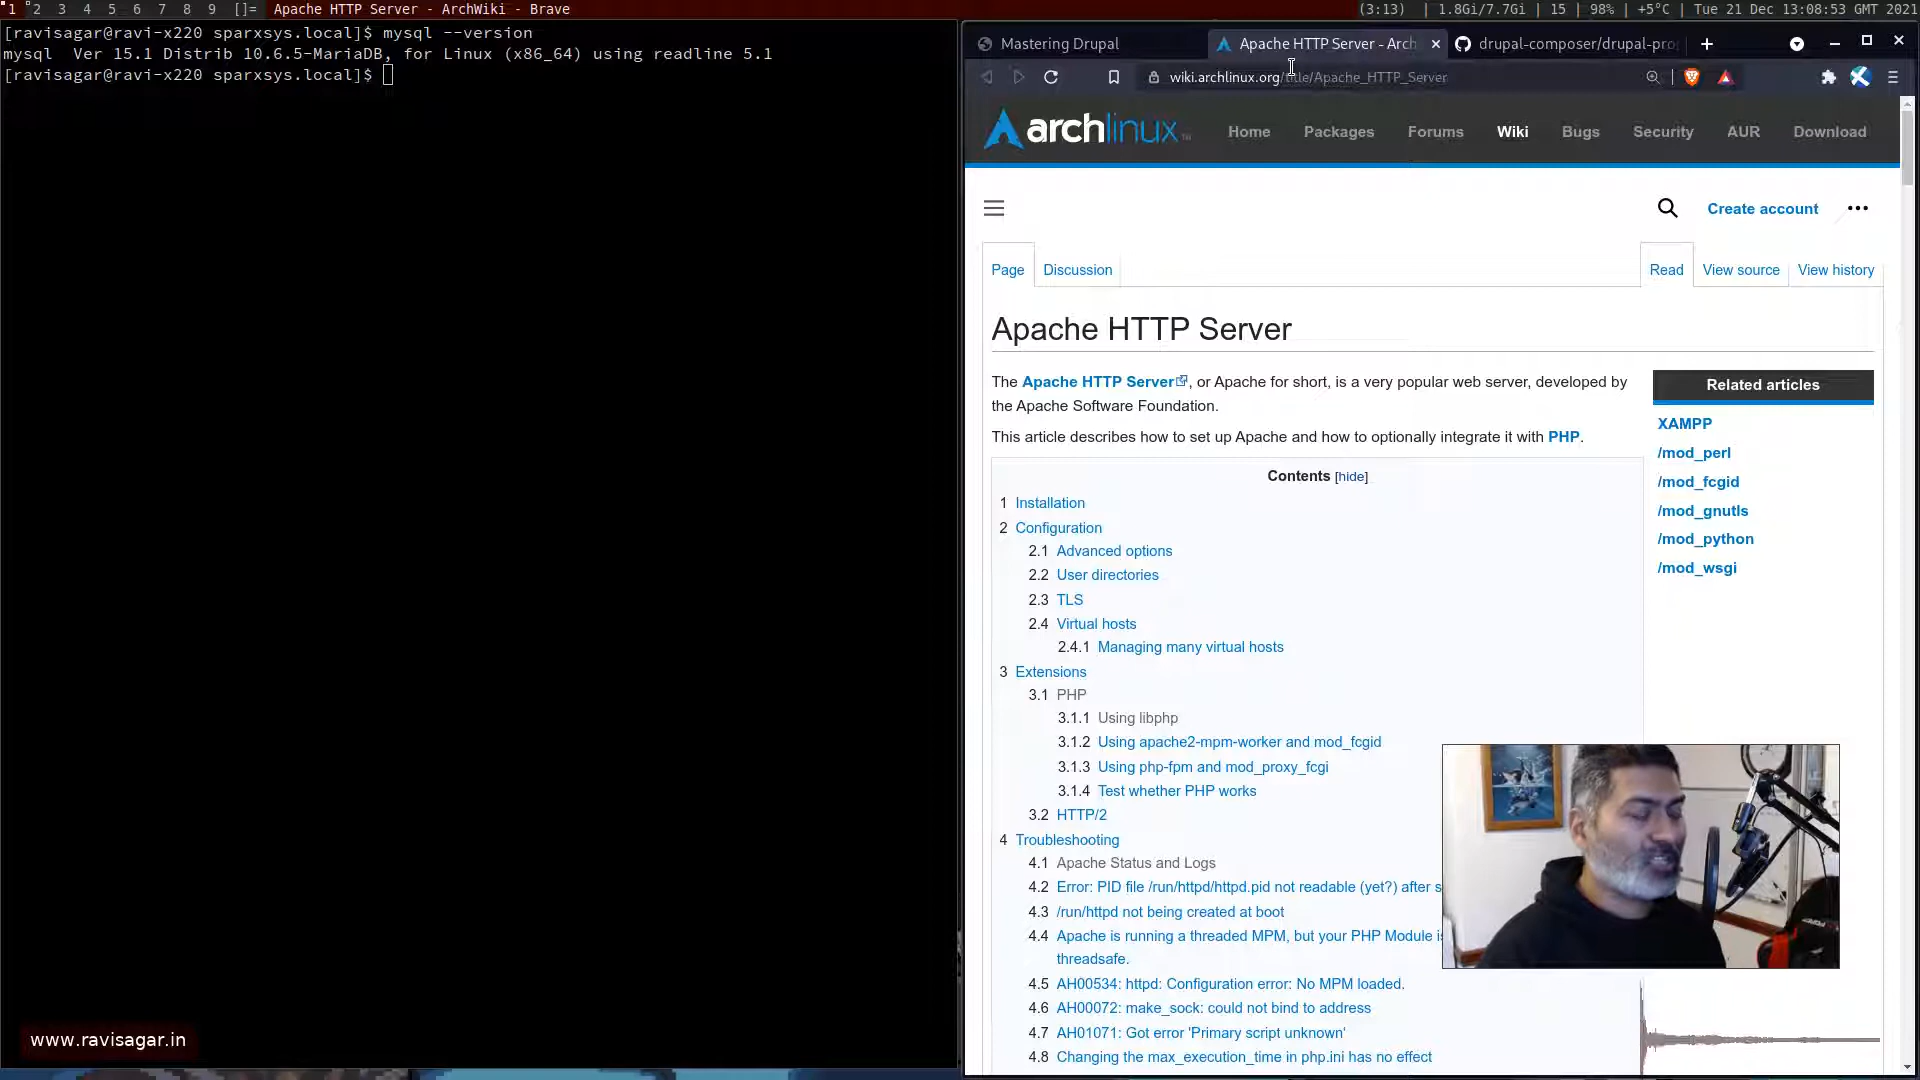 1 2 3 4 5 6 7 8 9 []= Apache HTTP Server - ArchWiki - Brave
(3:13) | 1.8Gi/7.7Gi | 15 | 98% | +5°C | Tue 21 Dec 13:08:53 GMT 2021
[ravisagar@ravi-x220 sparxsys.local]$ mysql --version
mysql  Ver 15.1 Distrib 10.6.5-MariaDB, for Linux (x86_64) using readline 5.1
[ravisagar@ravi-x220 sparxsys.local]$
www.ravisagar.in
Mastering Drupal
Apache HTTP Server - Arch
drupal-composer/drupal-pro
wiki.archlinux.org/title/Apache_HTTP_Server
archlinux
Home Packages Forums Wiki Bugs Security AUR Download
Create account
Page Discussion
Read View source View history
Apache HTTP Server
The Apache HTTP Server, or Apache for short, is a very popular web server, developed by
the Apache Software Foundation.
This article describes how to set up Apache and how to optionally integrate it with PHP.
Related articles
XAMPP
/mod_perl
/mod_fcgid
/mod_gnutls
/mod_python
/mod_wsgi
Contents [hide]
1 Installation
2 Configuration
2.1 Advanced options
2.2 User directories
2.3 TLS
2.4 Virtual hosts
2.4.1 Managing many virtual hosts
3 Extensions
3.1 PHP
3.1.1 Using libphp
3.1.2 Using apache2-mpm-worker and mod_fcgid
3.1.3 Using php-fpm and mod_proxy_fcgi
3.1.4 Test whether PHP works
3.2 HTTP/2
4 Troubleshooting
4.1 Apache Status and Logs
4.2 Error: PID file /run/httpd/httpd.pid not readable (yet?) after s
4.3 /run/httpd not being created at boot
4.4 Apache is running a threaded MPM, but your PHP Module is
threadsafe.
4.5 AH00534: httpd: Configuration error: No MPM loaded.
4.6 AH00072: make_sock: could not bind to address
4.7 AH01071: Got error 'Primary script unknown'
4.8 Changing the max_execution_time in php.ini has no effect